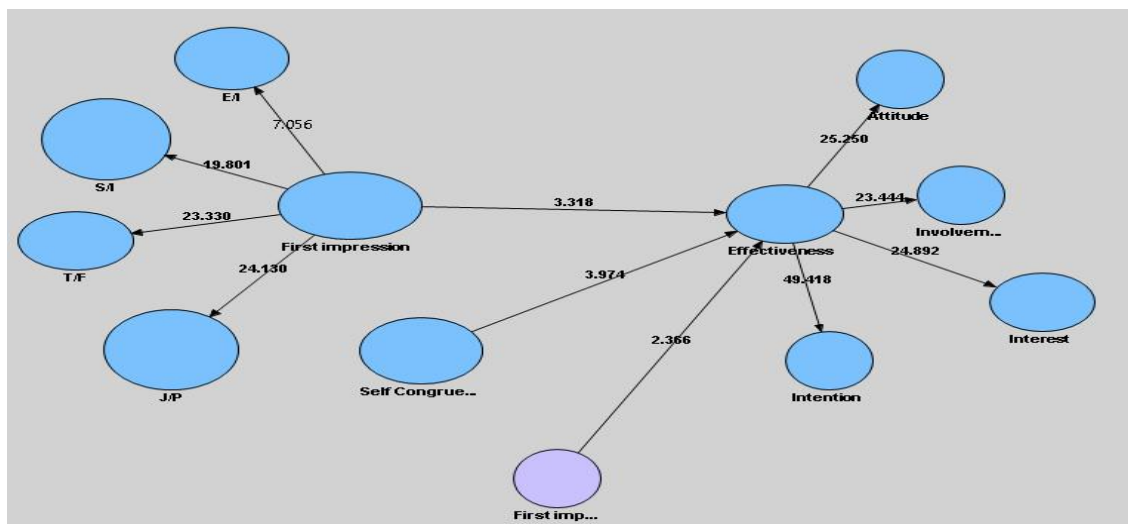 E/I
7.056
S/I
19.801
23.330
T/F
First impression
24.130
J/P
3.318
Attitude
25.250
23.444
Involvem...
Effectiveness
24.892
49.418
Interest
Intention
3.974
Self Congrue...
2.366
First imp...